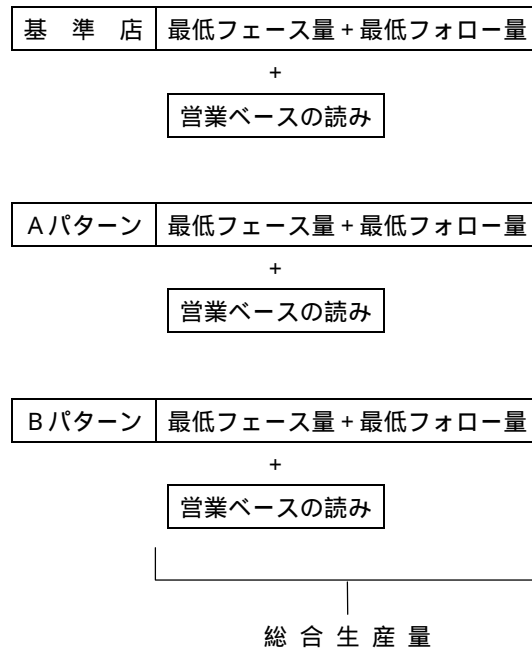 基 準 店 最低フェース量 + 最低フォロー量
+
営業ベースの読み
Aパターン 最低フェース量 + 最低フォロー量
+
営業ベースの読み
Bパターン 最低フェース量 + 最低フォロー量
+
営業ベースの読み
総 合 生 産 量